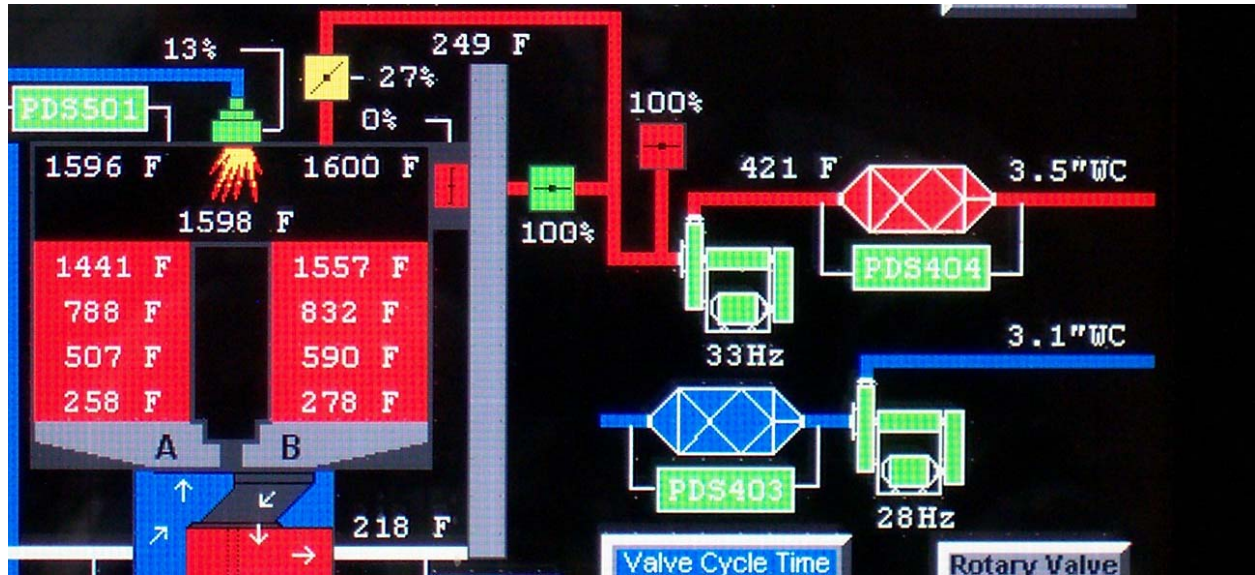 249 F
13%
27%
PDS501
0%
100%
1596 F
1600 F
421 F
3.5"WC
1598 F
100%
1441 F
1557 F
PDS404
788 F
832 F
3.1"WC
507 F
590 F
33Hz
258 F
278 F
A
B
PDS403
218 F
28Hz
Valve Cycle Time
Rotary Valve